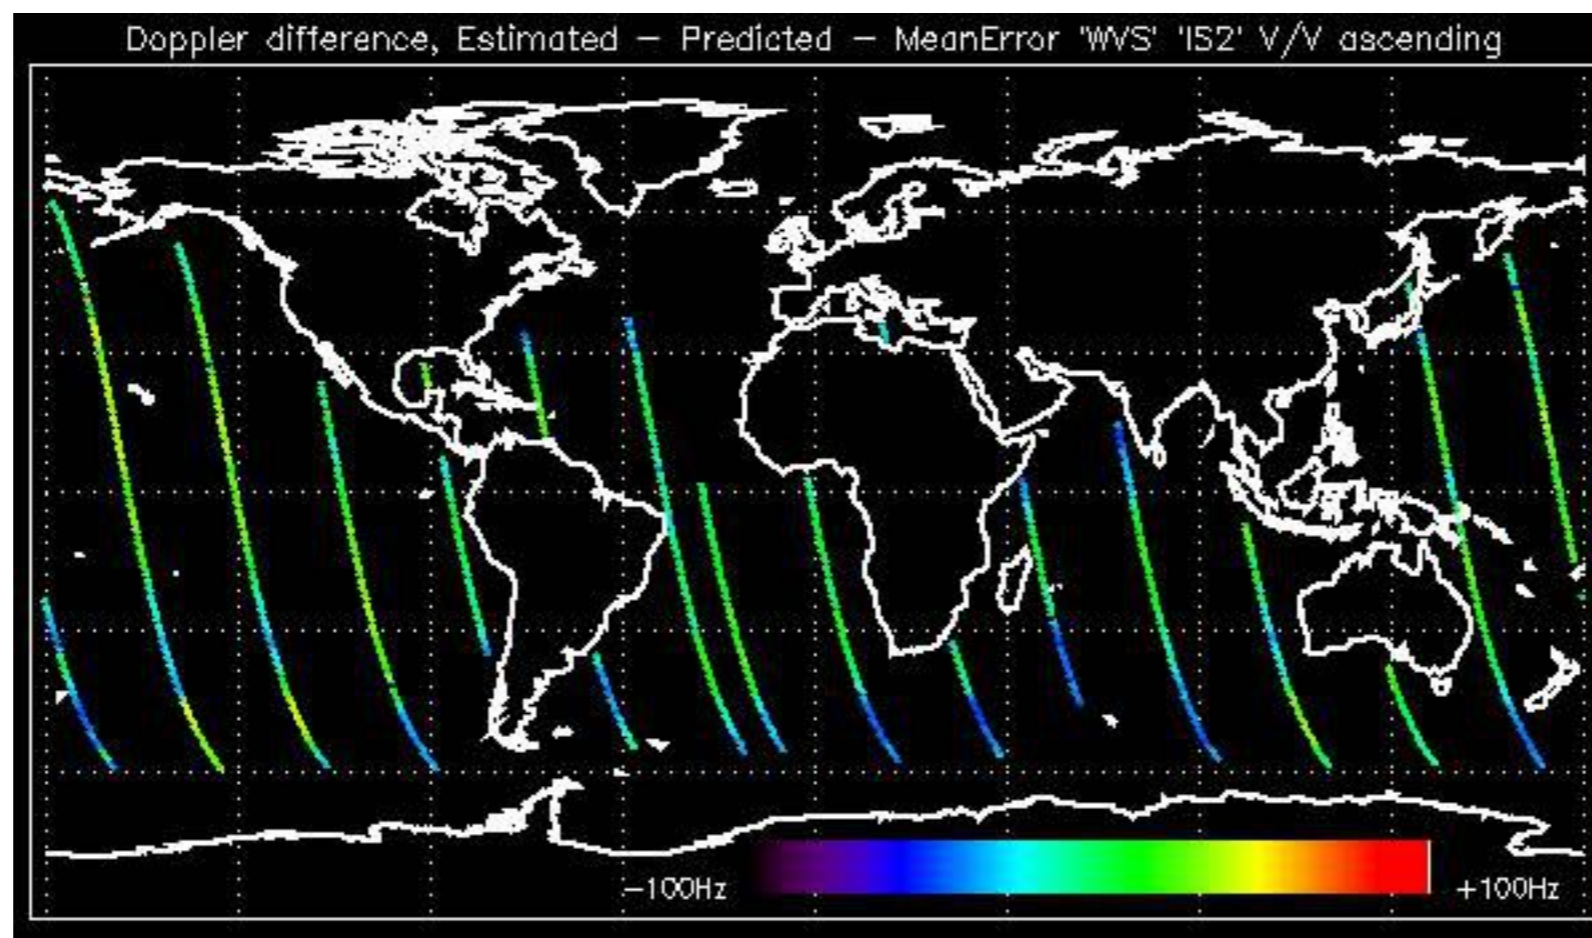 Doppler difference, Estimated – Predicted – MeanError 'WVS' 'IS2' V/V ascending
–100Hz
+100Hz